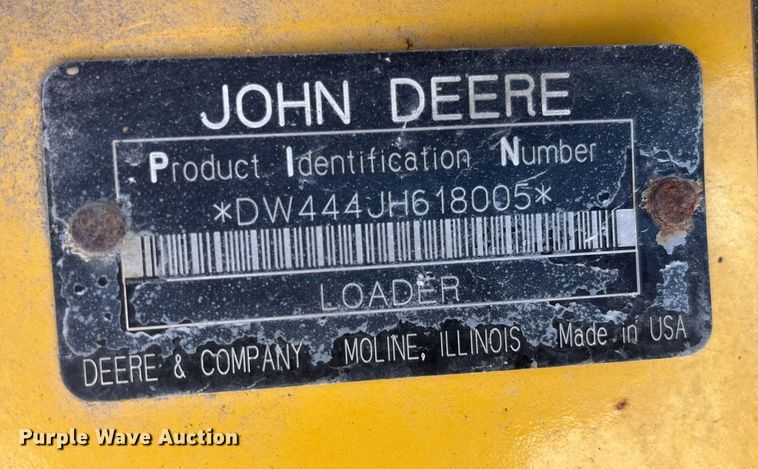 JOHN DEERE
Product Identification Number
*DW444JH618005*
LOADER
DEERE & COMPANY MOLINE, ILLINOIS Made in USA
Purple Wave Auction